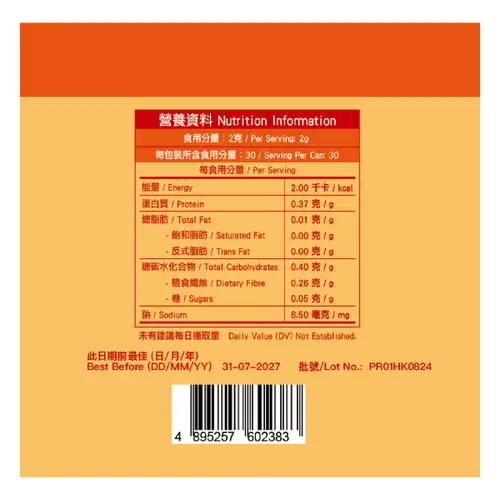 營養資料 Nutrition Information
食用分量：2克 / Per Serving: 2g
每包裝所含食用分量：30 / Serving Per Can: 30
每食用分量 / Per Serving
能量 / Energy 2.00 千卡 / kcal
蛋白質 / Protein 0.37 克 / g
總脂肪 / Total Fat 0.01 克 / g
- 飽和脂肪 / Saturated Fat 0.00 克 / g
- 反式脂肪 / Trans Fat 0.00 克 / g
總碳水化合物 / Total Carbohydrates 0.40 克 / g
- 膳食纖維 / Dietary Fibre 0.26 克 / g
- 糖 / Sugars 0.05 克 / g
鈉 / Sodium 8.50 毫克 / mg
未有建議每日攝取量 Daily Value (DV) Not Established.
此日期前最佳 (日/月/年)
Best Before (DD/MM/YY) 31-07-2027 批號/Lot No.: PR01HK0824
4 895257 602383